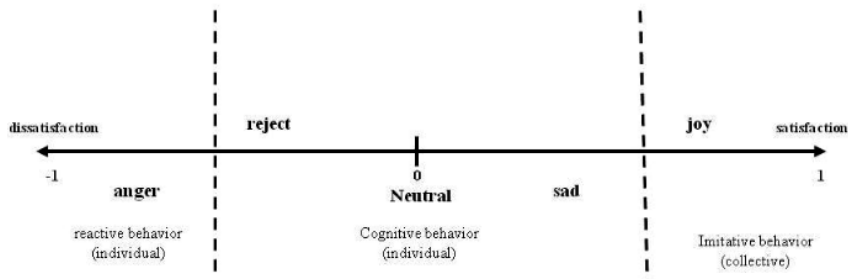 reject
joy
dissatisfaction
satisfaction
-1
0
1
anger
Neutral
sad
reactive behavior
(individual)
Cognitive behavior
(individual)
Imitative behavior
(collective)